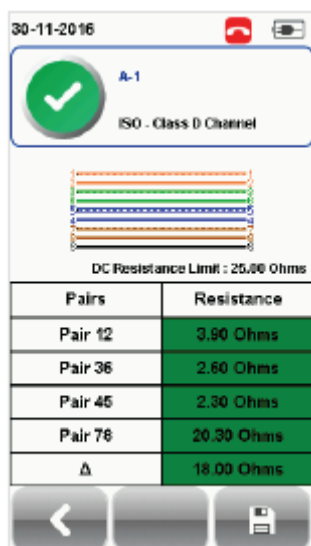 30-11-2016
A-1
ISO - Class D Channel
DC Resistance Limit : 25.00 Ohms
Pairs Resistance
Pair 12 3.90 Ohms
Pair 36 2.60 Ohms
Pair 45 2.30 Ohms
Pair 78 20.30 Ohms
Δ 18.00 Ohms